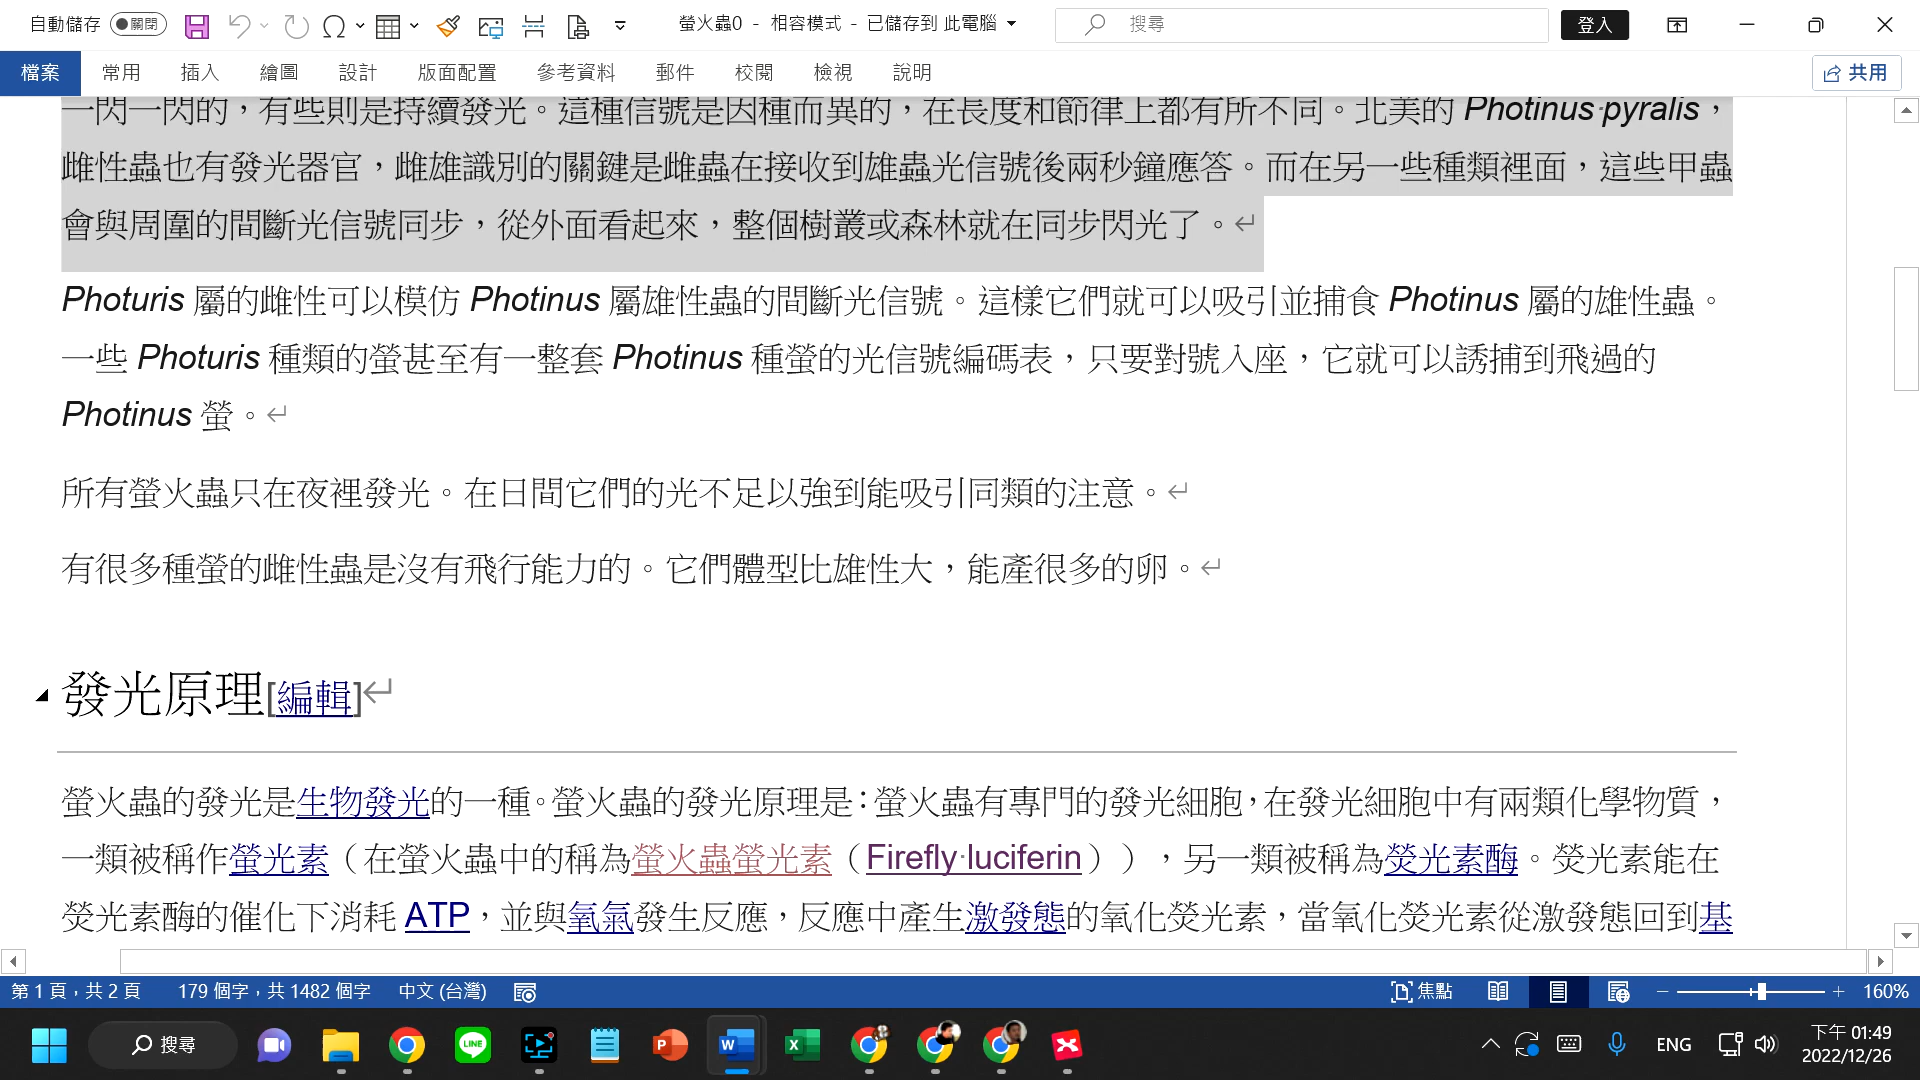 自動儲存 關閉 螢火蟲0 - 相容模式 - 已儲存到 此電腦 搜尋 登入
檔案 常用 插入 繪圖 設計 版面配置 參考資料 郵件 校閱 檢視 說明 共用
一閃一閃的，有些則是持續發光。這種信號是因種而異的，在長度和節律上都有所不同。北美的 Photinus pyralis，
雌性蟲也有發光器官，雌雄識別的關鍵是雌蟲在接收到雄蟲光信號後兩秒鐘應答。而在另一些種類裡面，這些甲蟲
會與周圍的間斷光信號同步，從外面看起來，整個樹叢或森林就在同步閃光了。
Photuris 屬的雌性可以模仿 Photinus 屬雄性蟲的間斷光信號。這樣它們就可以吸引並捕食 Photinus 屬的雄性蟲。
一些 Photuris 種類的螢甚至有一整套 Photinus 種螢的光信號編碼表，只要對號入座，它就可以誘捕到飛過的
Photinus 螢。
所有螢火蟲只在夜裡發光。在日間它們的光不足以強到能吸引同類的注意。
有很多種螢的雌性蟲是沒有飛行能力的。它們體型比雄性大，能產很多的卵。
發光原理[編輯]
螢火蟲的發光是生物發光的一種。螢火蟲的發光原理是：螢火蟲有專門的發光細胞，在發光細胞中有兩類化學物質，
一類被稱作螢光素（在螢火蟲中的稱為螢火蟲螢光素（Firefly luciferin）），另一類被稱為熒光素酶。熒光素能在
熒光素酶的催化下消耗 ATP，並與氧氣發生反應，反應中產生激發態的氧化熒光素，當氧化熒光素從激發態回到基
第 1 頁，共 2 頁 179 個字，共 1482 個字 中文 (台灣) 焦點 160%
搜尋 LINE ENG 下午 01:49
2022/12/26